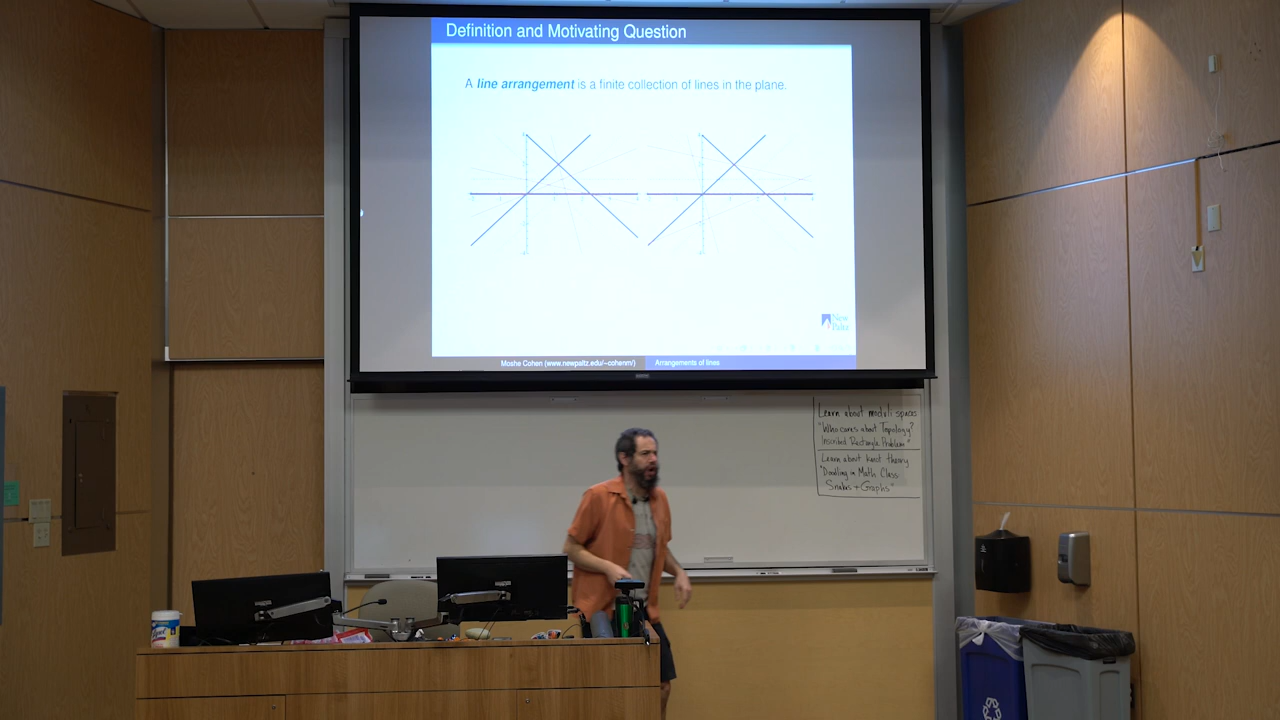 Definition and Motivating Question
A line arrangement is a finite collection of lines in the plane.
New
Paltz
Moshe Cohen (www.newpaltz.edu/~cohenm/)
Arrangements of lines
Learn about moduli spaces
"Who cares about Topology?
Inscribed Rectangle Problem"
Learn about knot theory
"Doodling in Math Class:
Snakes + Graphs"